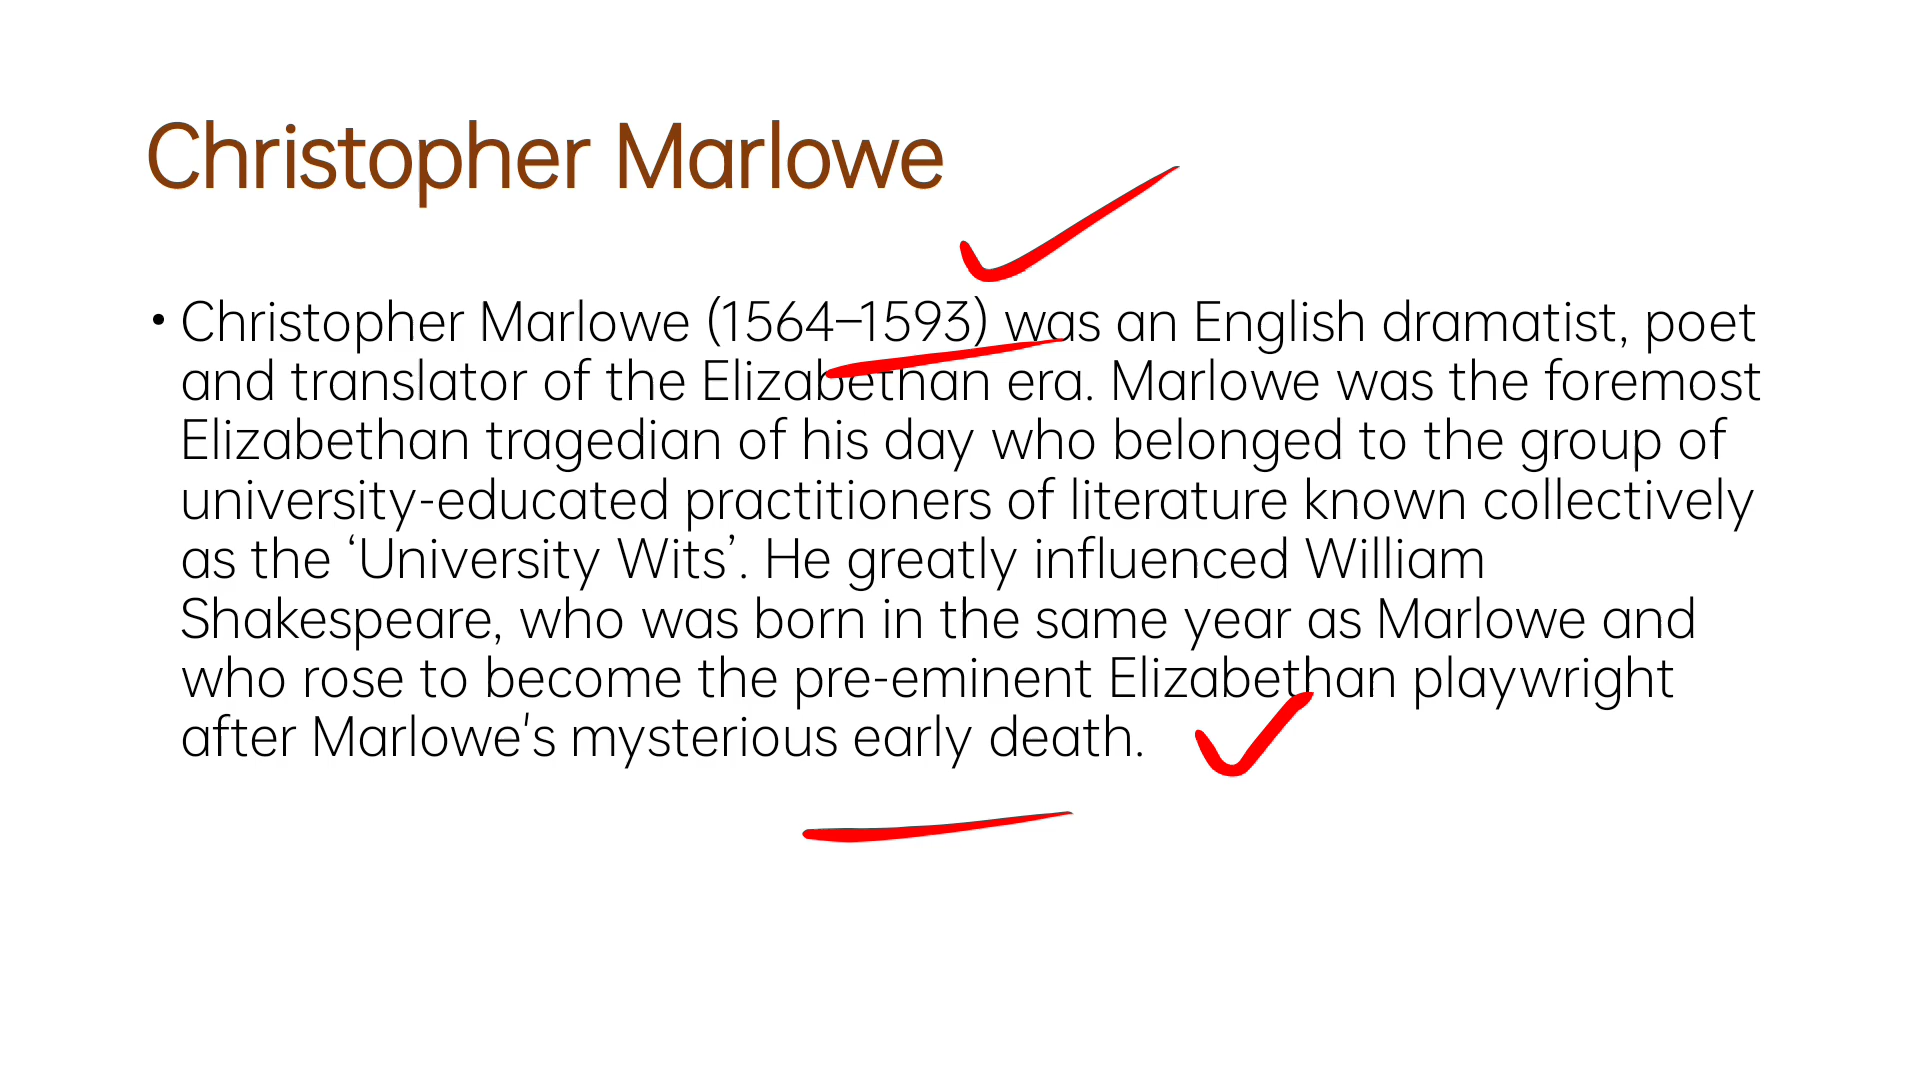 Christopher Marlowe
• Christopher Marlowe (1564–1593) was an English dramatist, poet
and translator of the Elizabethan era. Marlowe was the foremost
Elizabethan tragedian of his day who belonged to the group of
university-educated practitioners of literature known collectively
as the ‘University Wits’. He greatly influenced William
Shakespeare, who was born in the same year as Marlowe and
who rose to become the pre-eminent Elizabethan playwright
after Marlowe's mysterious early death.